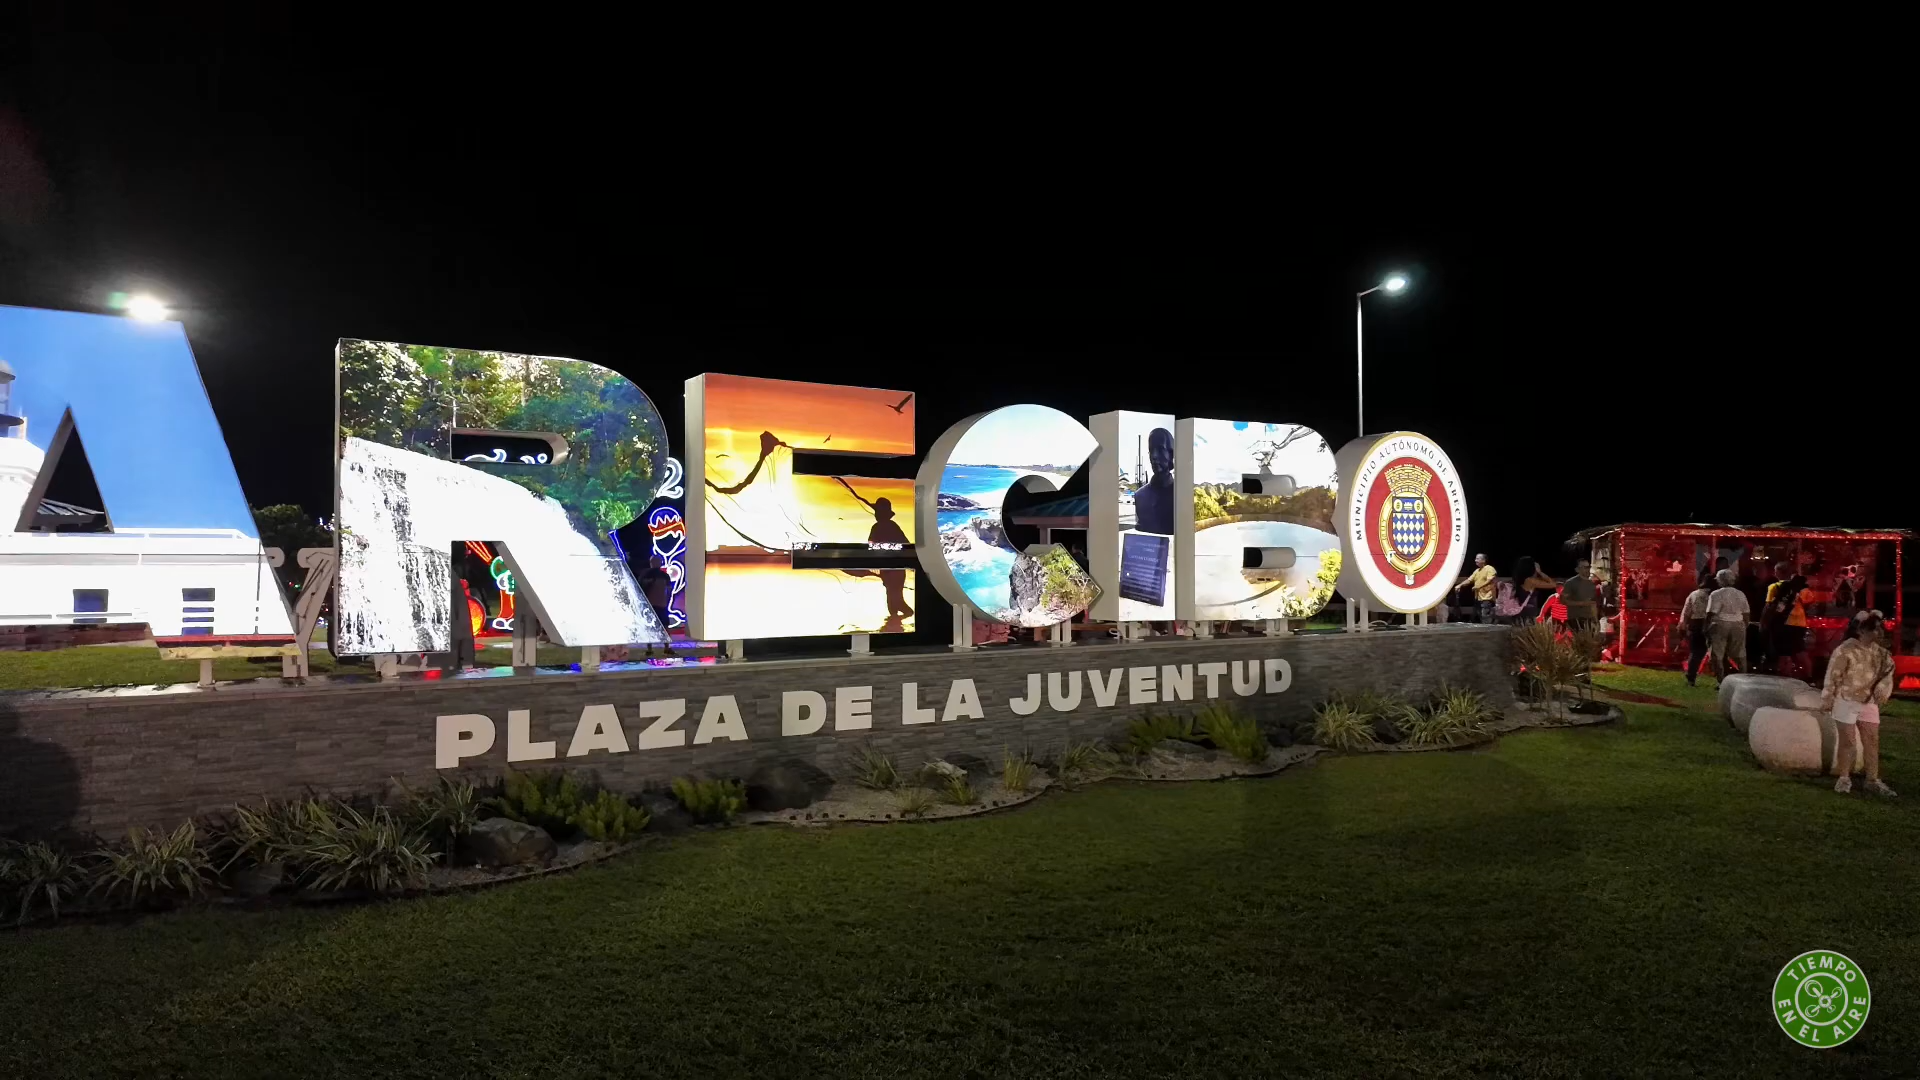 ARECIBO
MUNICIPIO AUTÓNOMO DE ARECIBO
PLAZA DE LA JUVENTUD
TIEMPO
EN EL AIRE